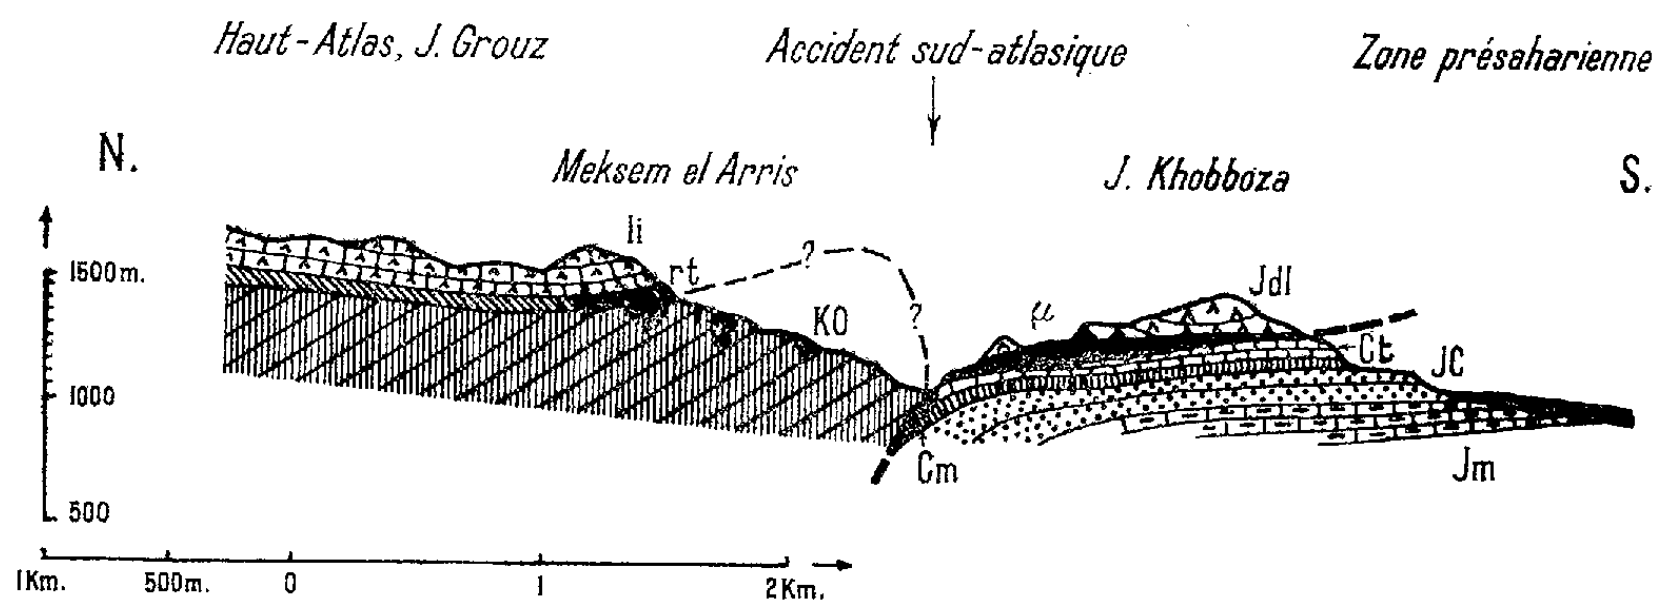 Haut-Atlas, J. Grouz
Accident sud-atlasique
Zone présaharienne
N.
Meksem el Arris
J. Khobboza
S.
li
rt
?
KO
?
µ
Jdl
Ct
JC
Cm
Jm
1500m.
1000
500
1Km. 500m. 0 1 2Km.